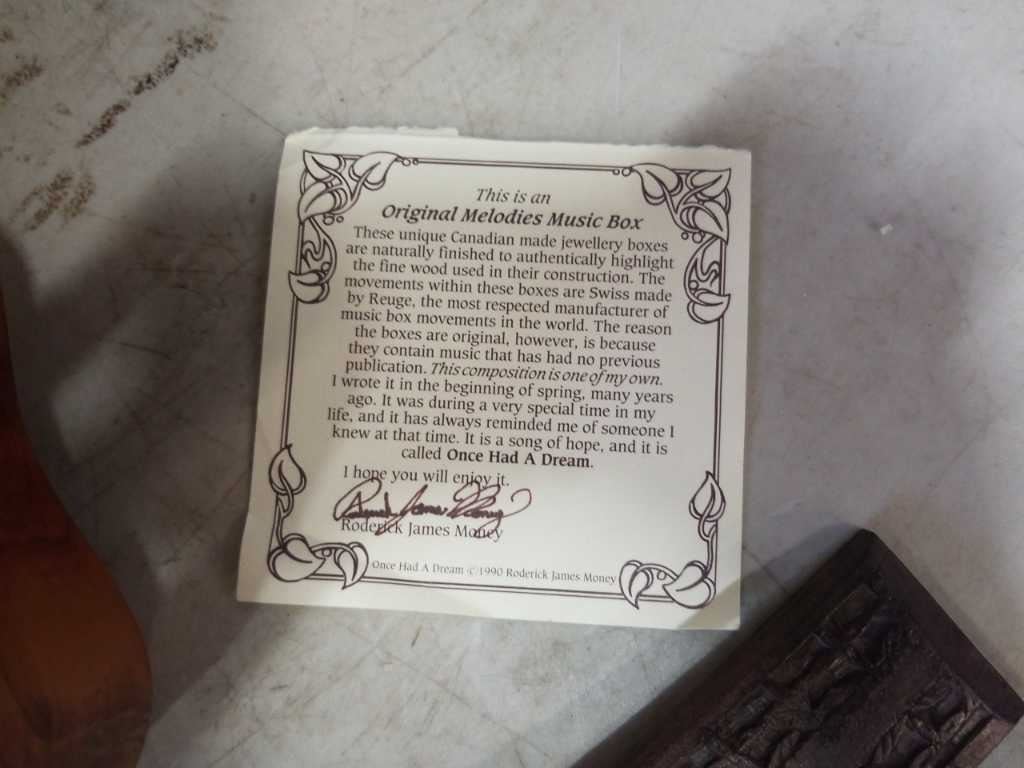 This is an
Original Melodies Music Box
These unique Canadian made jewellery boxes
are naturally finished to authentically highlight
the fine wood used in their construction. The
movements within these boxes are Swiss made
by Reuge, the most respected manufacturer of
music box movements in the world. The reason
the boxes are original, however, is because
they contain music that has had no previous
publication. This composition is one of my own.
I wrote it in the beginning of spring, many years
ago. It was during a very special time in my
life, and it has always reminded me of someone I
knew at that time. It is a song of hope, and it is
called Once Had A Dream.
I hope you will enjoy it.
Roderick James Money
Roderick James Money
Once Had A Dream ©1990 Roderick James Money